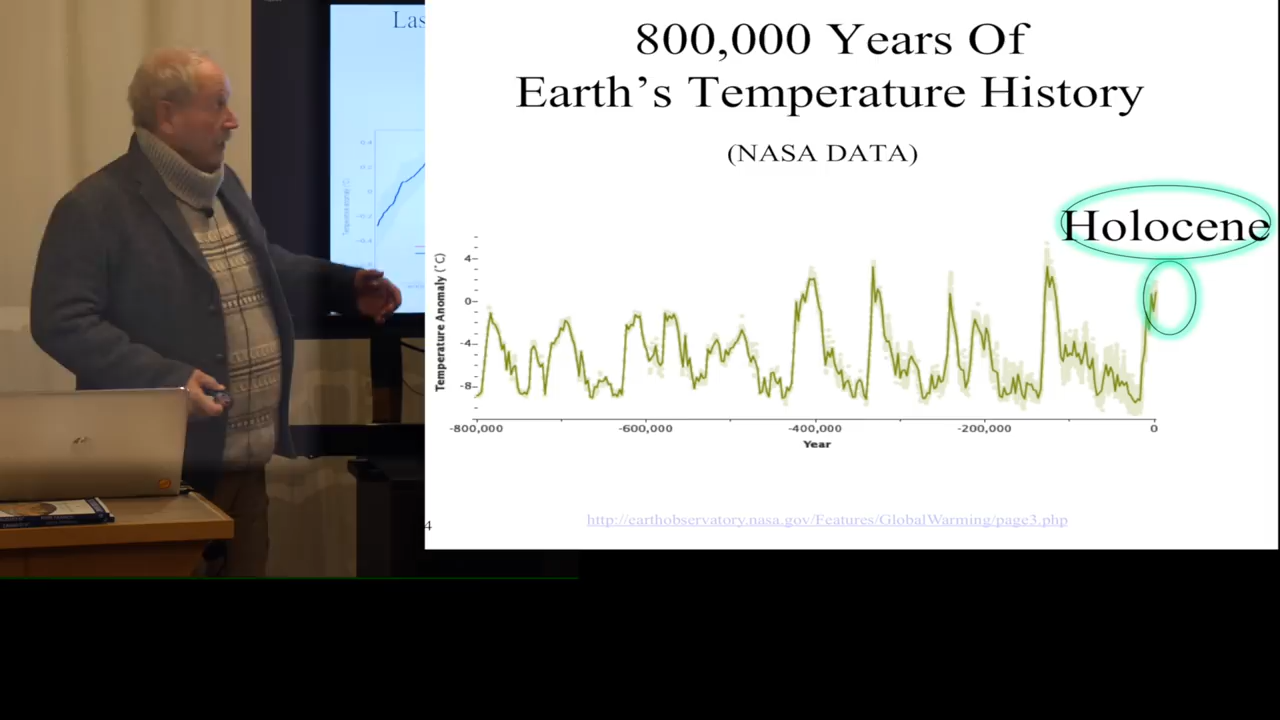 Las
800,000 Years Of
Earth's Temperature History
(NASA DATA)
Holocene
Temperature Anomaly (˚C)
4
0
-4
-8
-800,000
-600,000
-400,000
-200,000
0
Year
http://earthobservatory.nasa.gov/Features/GlobalWarming/page3.php
4